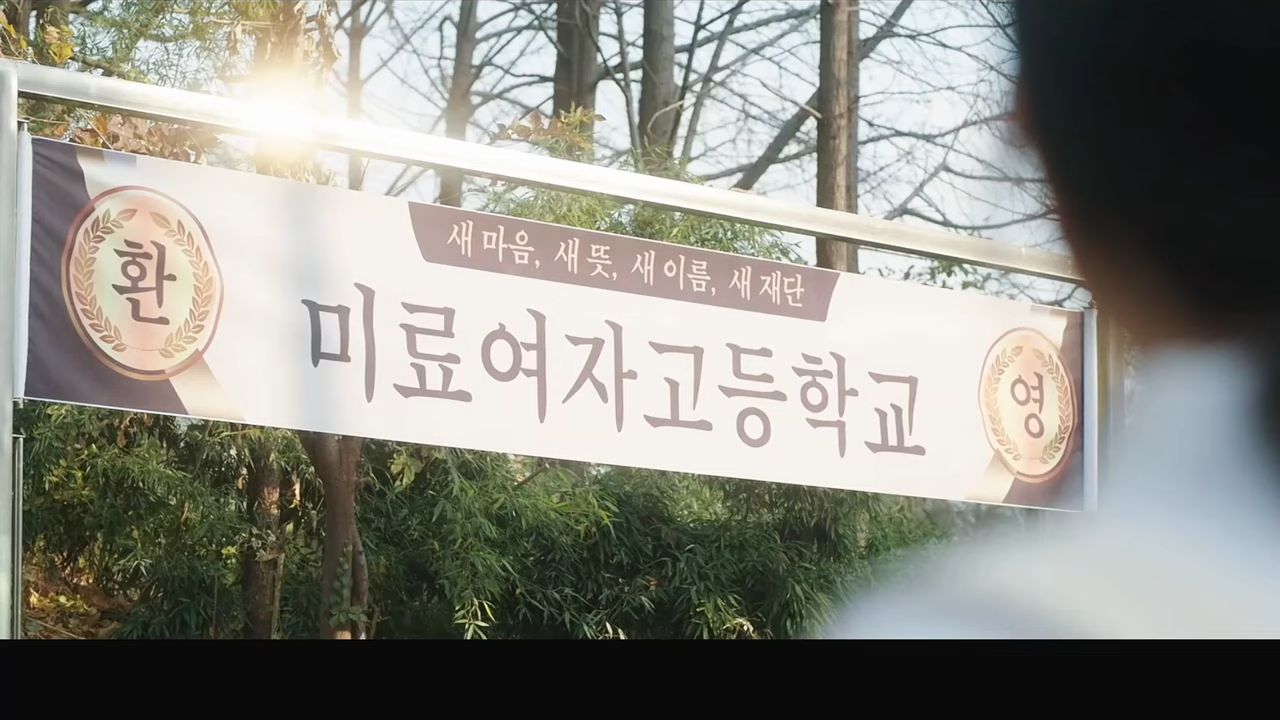 환
새 마음, 새 뜻, 새 이름, 새 재단
미료여자고등학교
영